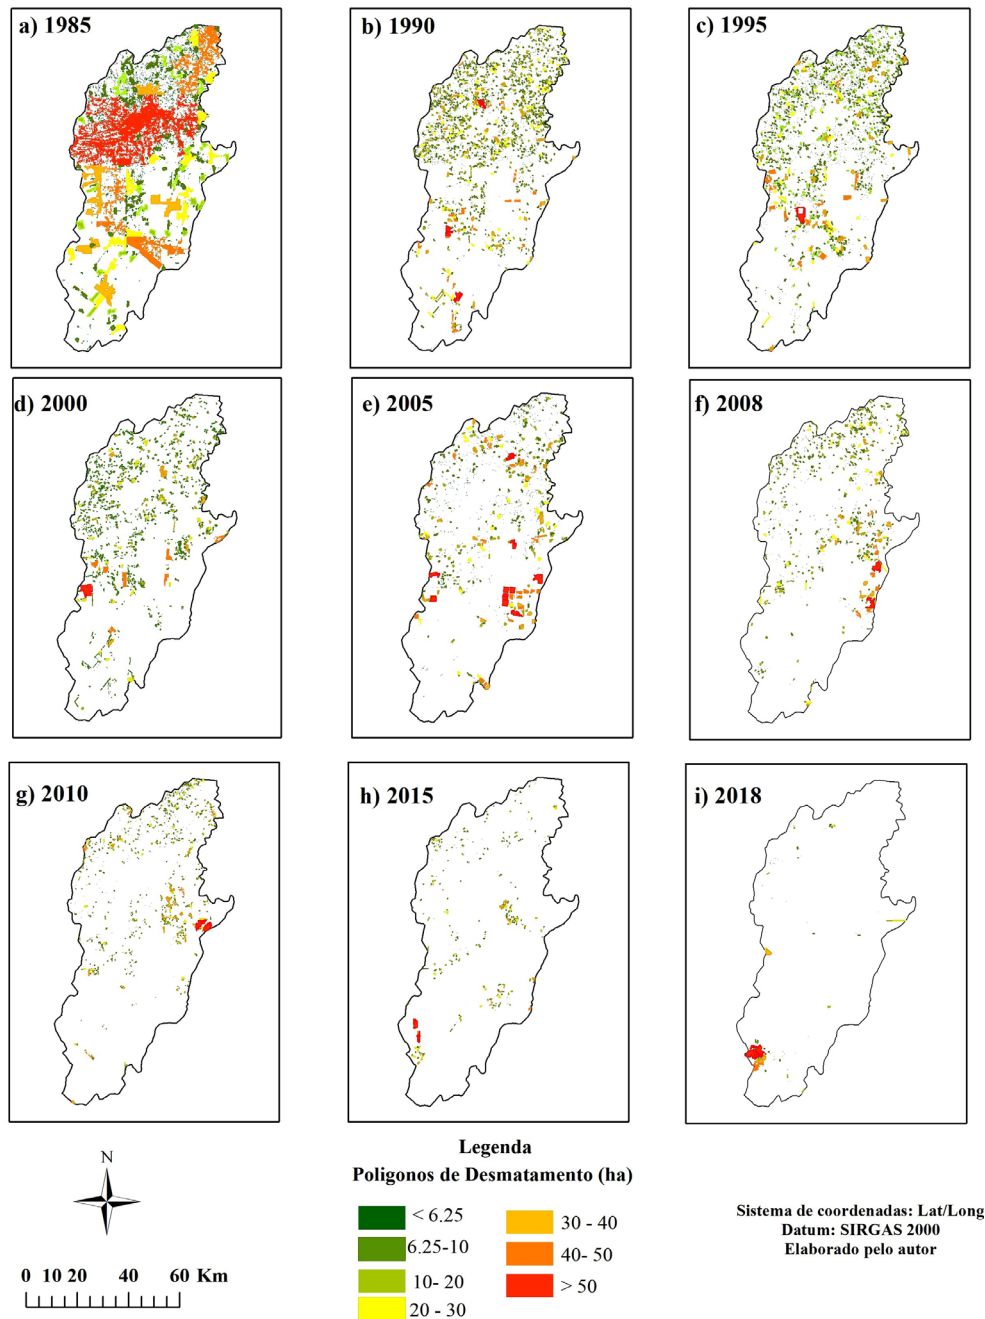 a) 1985
b) 1990
c) 1995
d) 2000
e) 2005
f) 2008
g) 2010
h) 2015
i) 2018
N
0 10 20 40 60 Km
Legenda
Poligonos de Desmatamento (ha)
< 6.25
6.25-10
10- 20
20 - 30
30 - 40
40- 50
> 50
Sistema de coordenadas: Lat/Long
Datum: SIRGAS 2000
Elaborado pelo autor